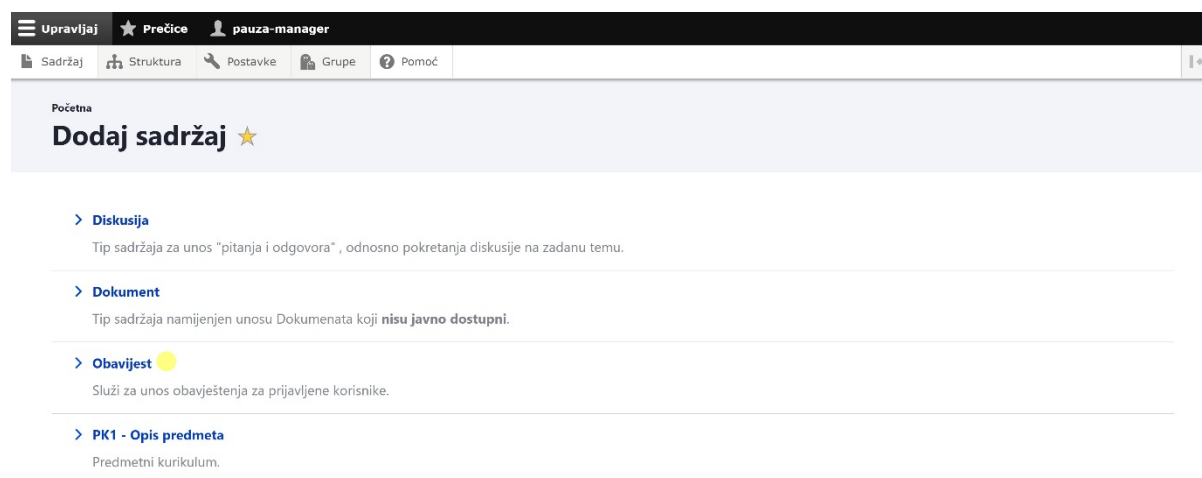 Upravljaj Prečice pauza-manager
Sadržaj Struktura Postavke Grupe Pomoć
Početna
Dodaj sadržaj
Diskusija
Tip sadržaja za unos "pitanja i odgovora" , odnosno pokretanja diskusije na zadanu temu.
Dokument
Tip sadržaja namijenjen unosu Dokumenata koji nisu javno dostupni.
Obavijest
Služi za unos obavještenja za prijavljene korisnike.
PK1 - Opis predmeta
Predmetni kurikulum.